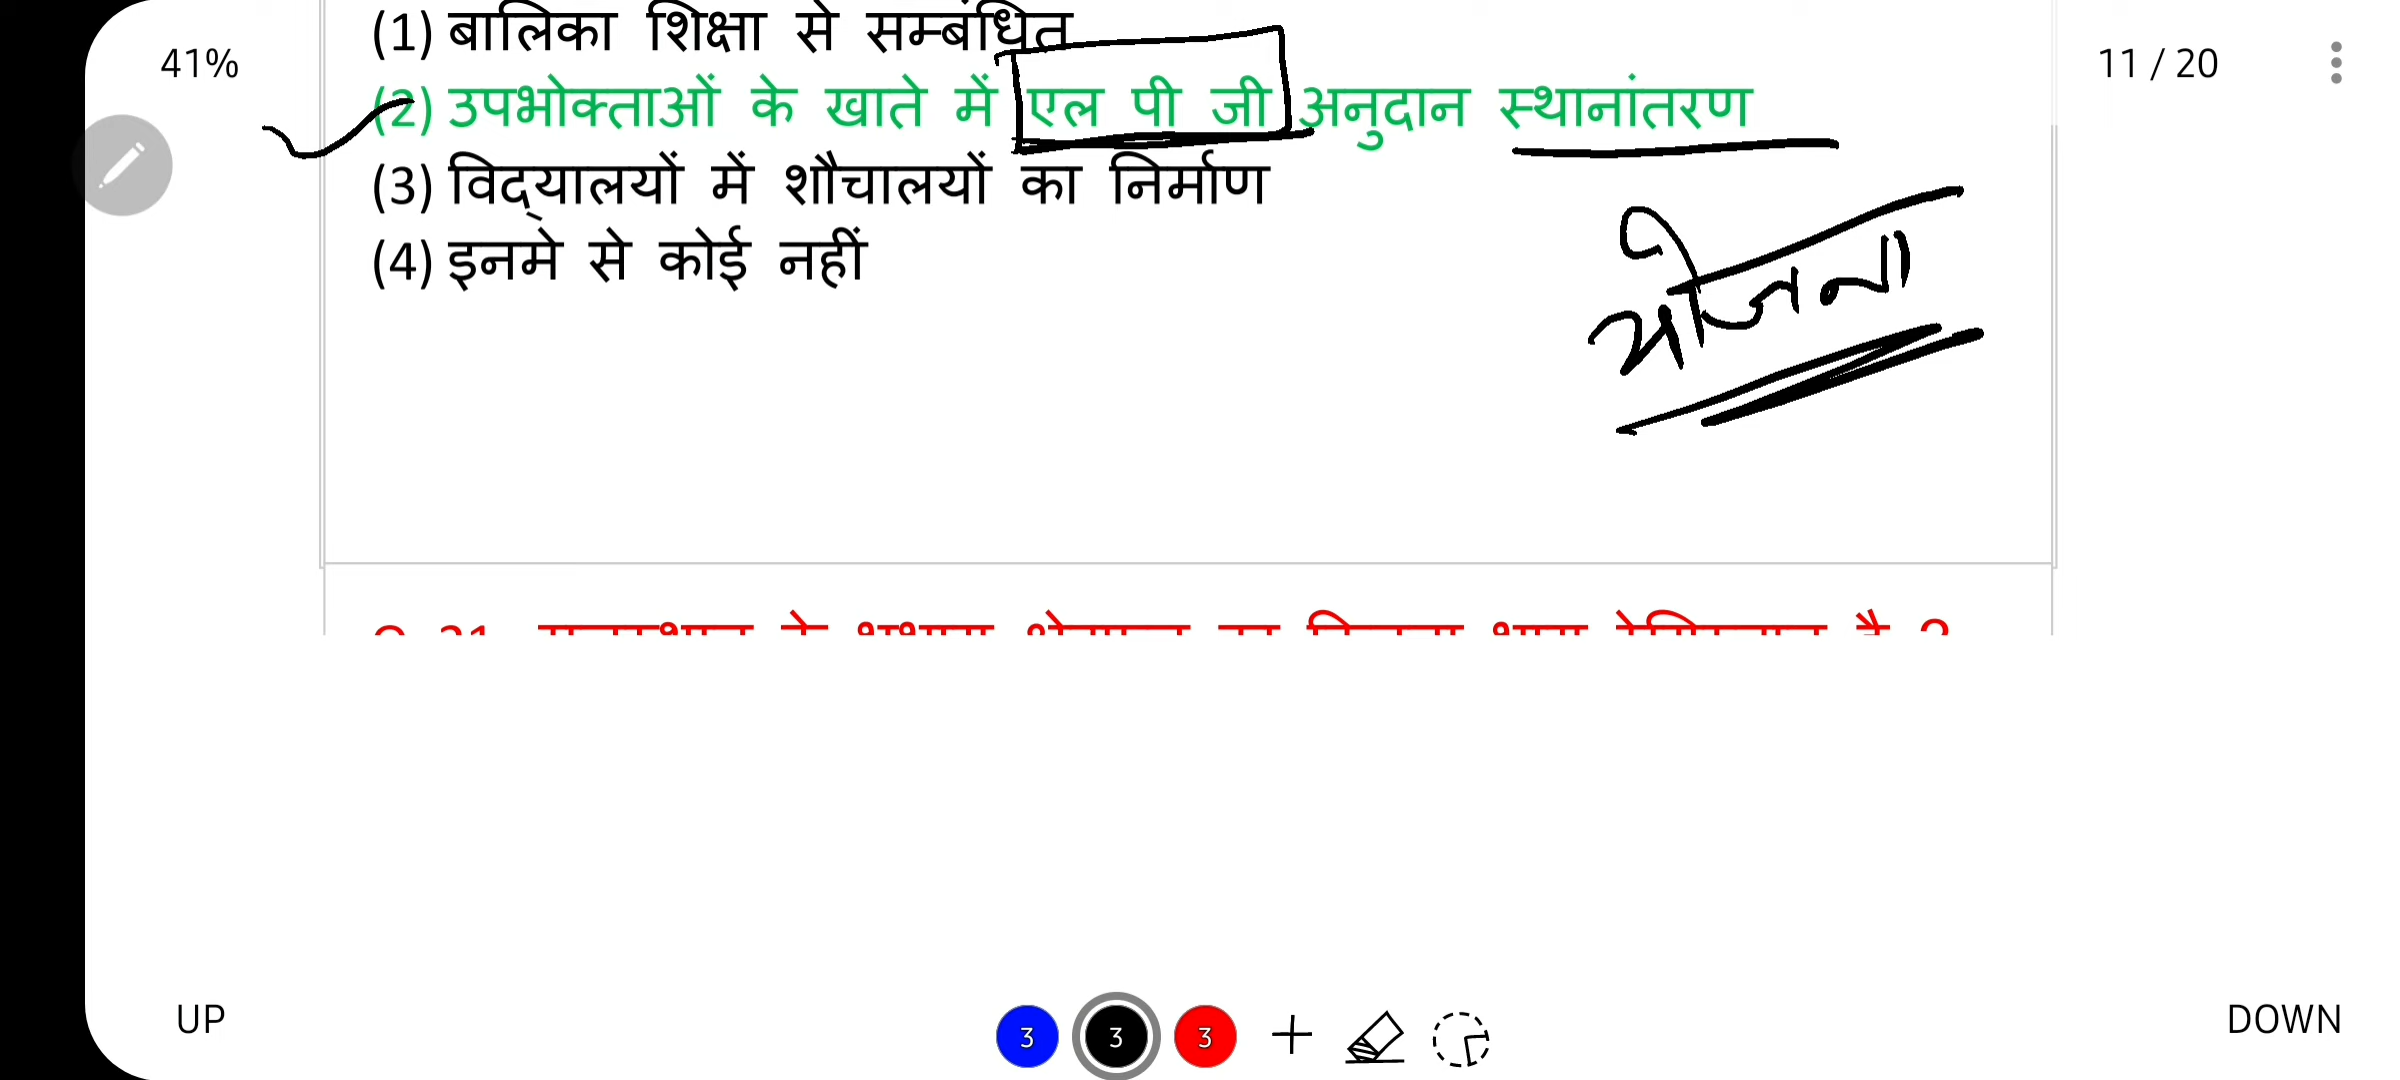 (1) बालिका शिक्षा से सम्बंधित
41%
11 / 20
(2) उपभोक्ताओं के खाते में एल पी जी अनुदान स्थानांतरण
(3) विद्यालयों में शौचालयों का निर्माण
योजना
(4) इनमे से कोई नहीं
UP
3
3
3
DOWN